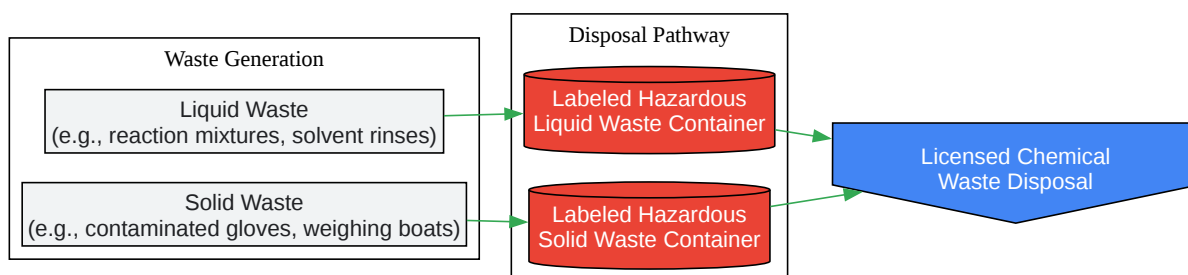 Waste Generation
Liquid Waste
(e.g., reaction mixtures, solvent rinses)
Solid Waste
(e.g., contaminated gloves, weighing boats)
Disposal Pathway
Labeled Hazardous
Liquid Waste Container
Labeled Hazardous
Solid Waste Container
Licensed Chemical
Waste Disposal